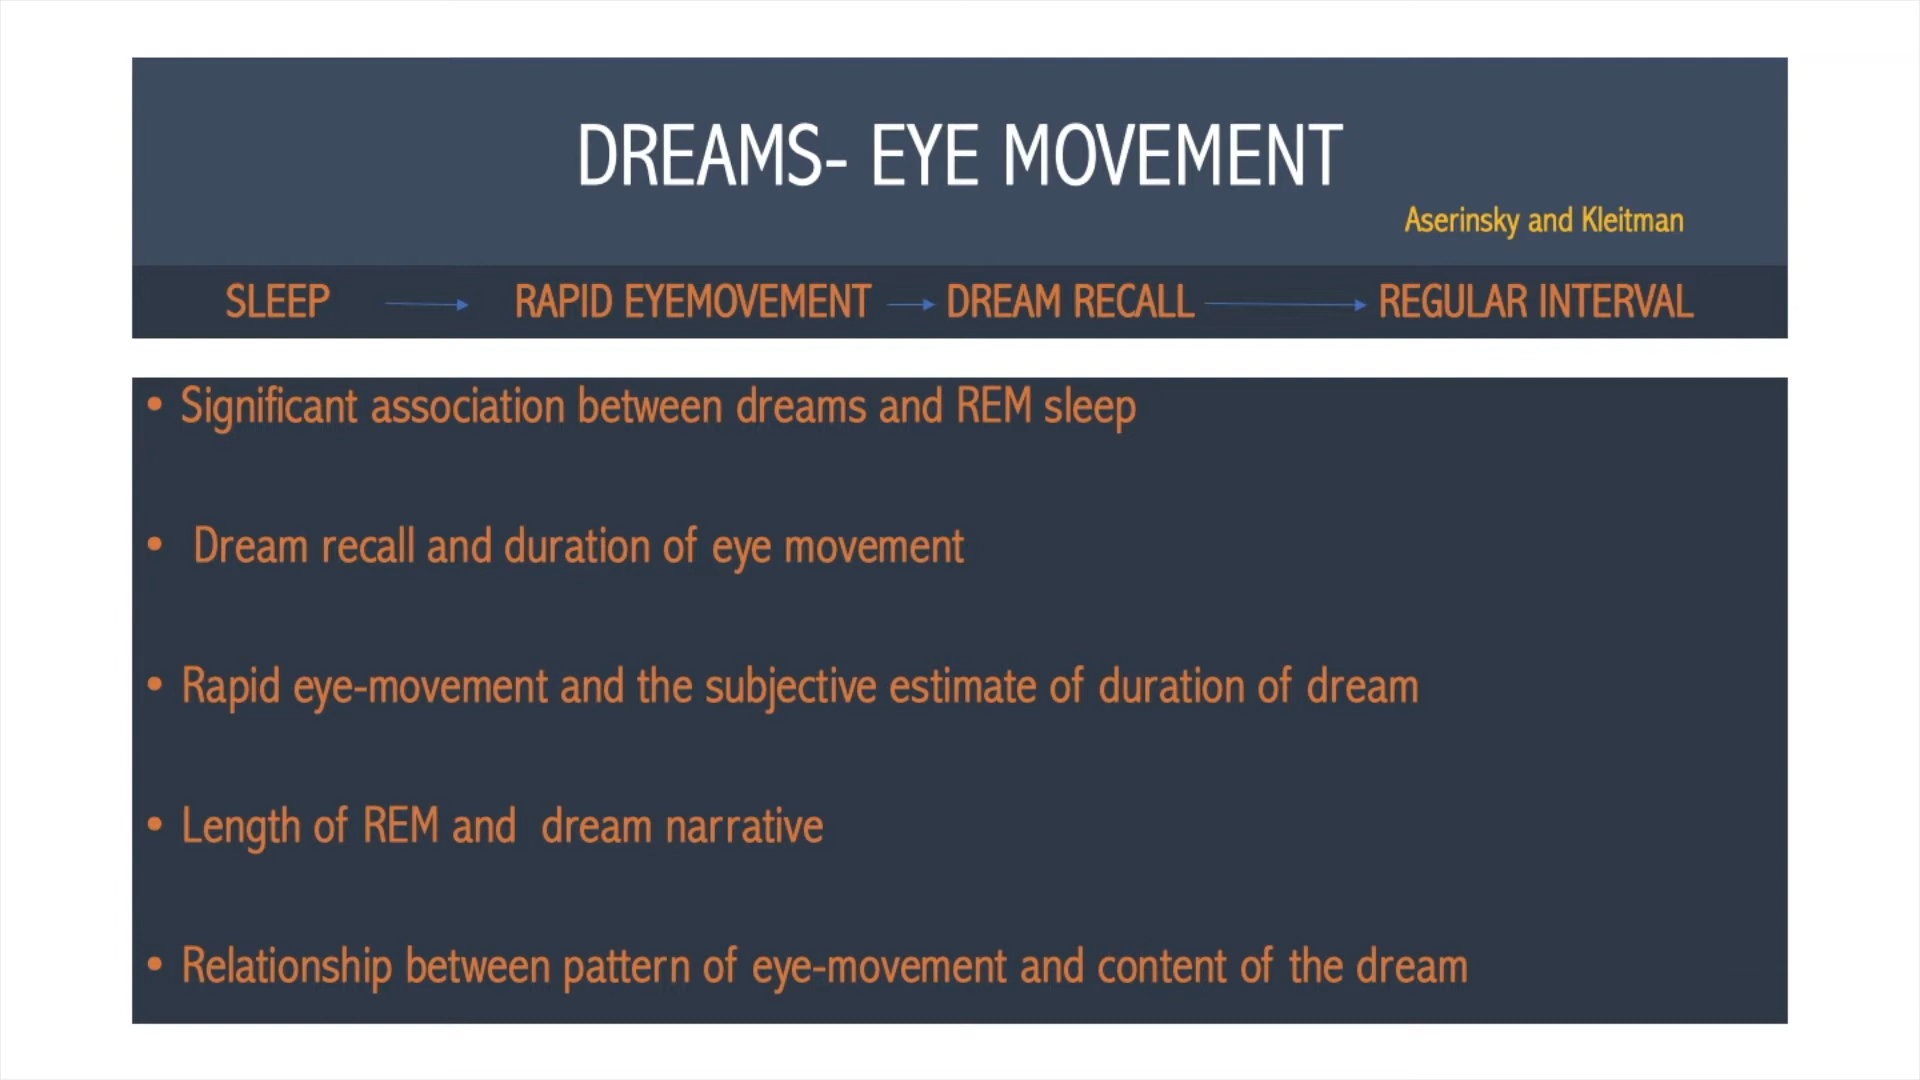 DREAMS- EYE MOVEMENT
Aserinsky and Kleitman
SLEEP RAPID EYEMOVEMENT DREAM RECALL REGULAR INTERVAL
• Significant association between dreams and REM sleep
• Dream recall and duration of eye movement
• Rapid eye-movement and the subjective estimate of duration of dream
• Length of REM and dream narrative
• Relationship between pattern of eye-movement and content of the dream